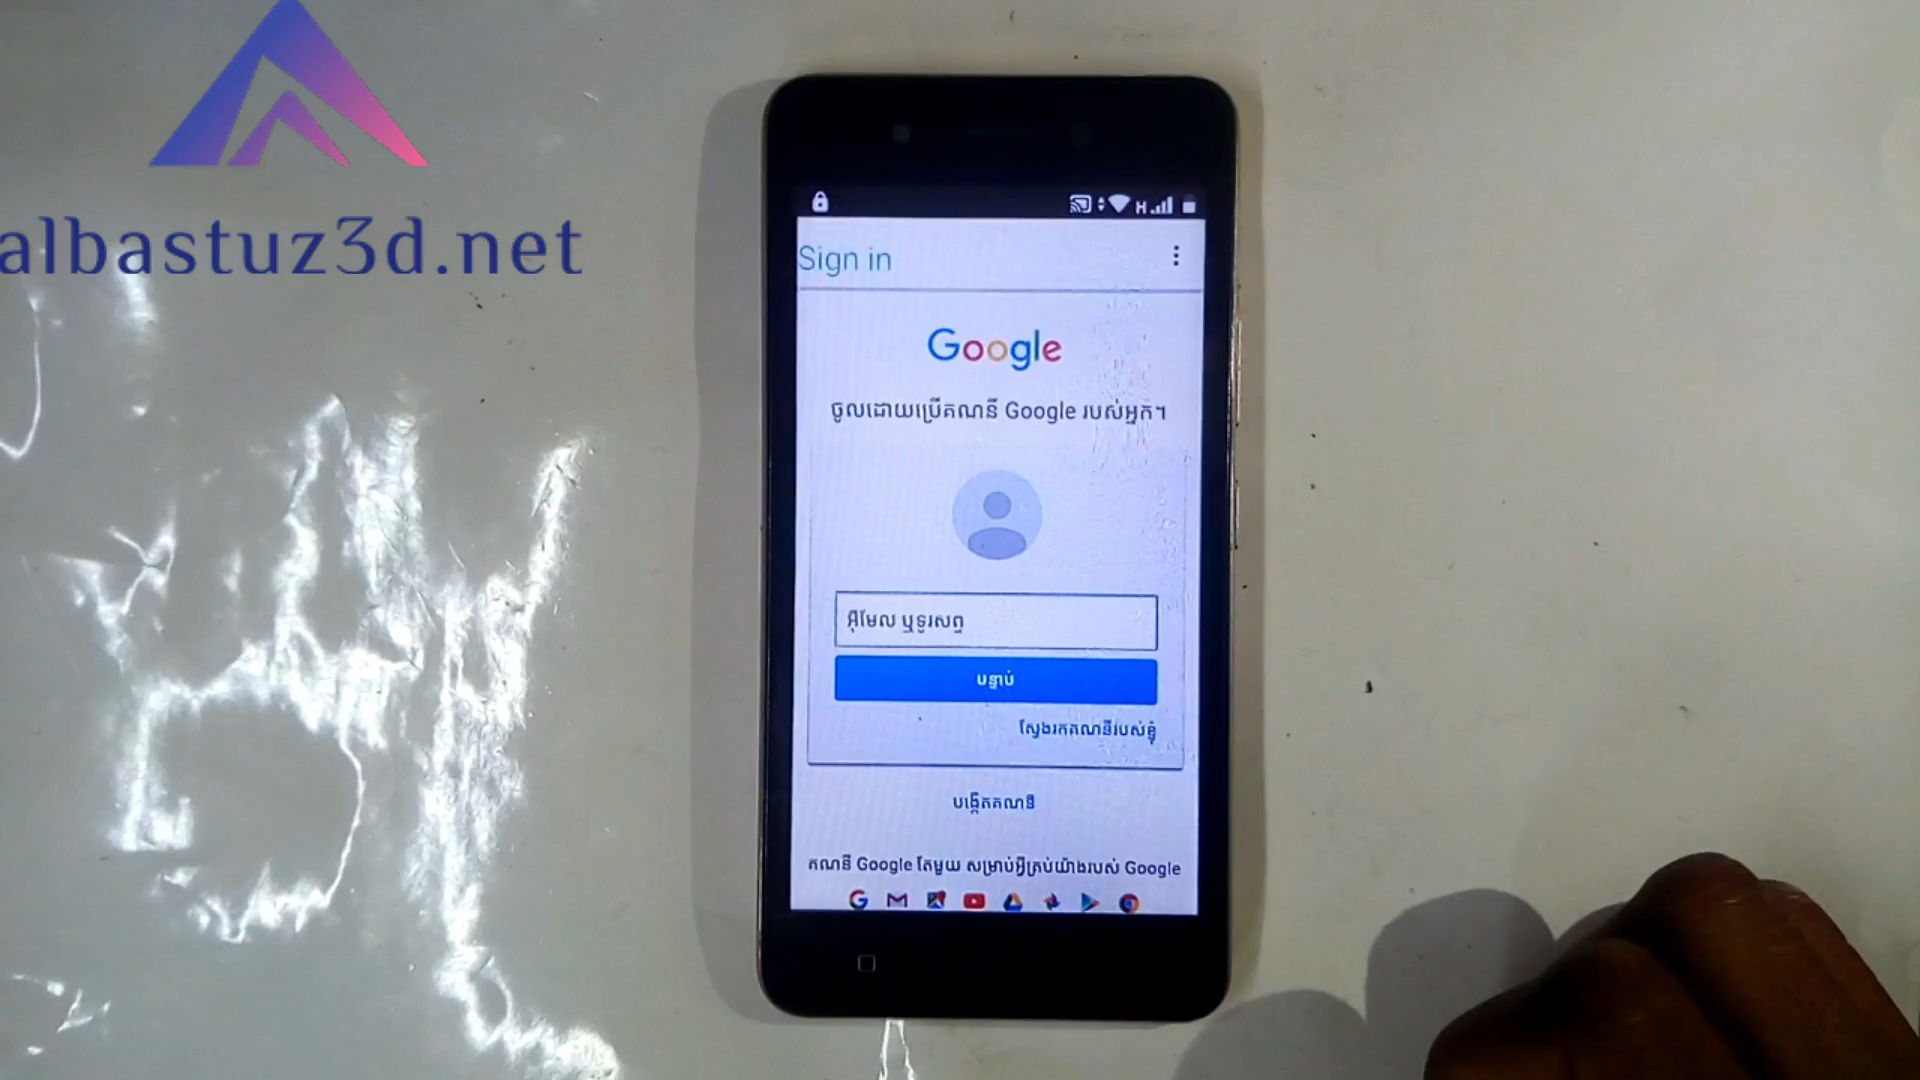 albastuz3d.net
H
Sign in
Google
ចូលដោយប្រើគណនី Google របស់អ្នក។
អ៊ីមែល ឬទូរសព្ទ
បន្ទាប់
ស្វែងរកគណនីរបស់ខ្ញុំ
បង្កើតគណនី
គណនី Google តែមួយ សម្រាប់អ្វីគ្រប់យ៉ាងរបស់ Google